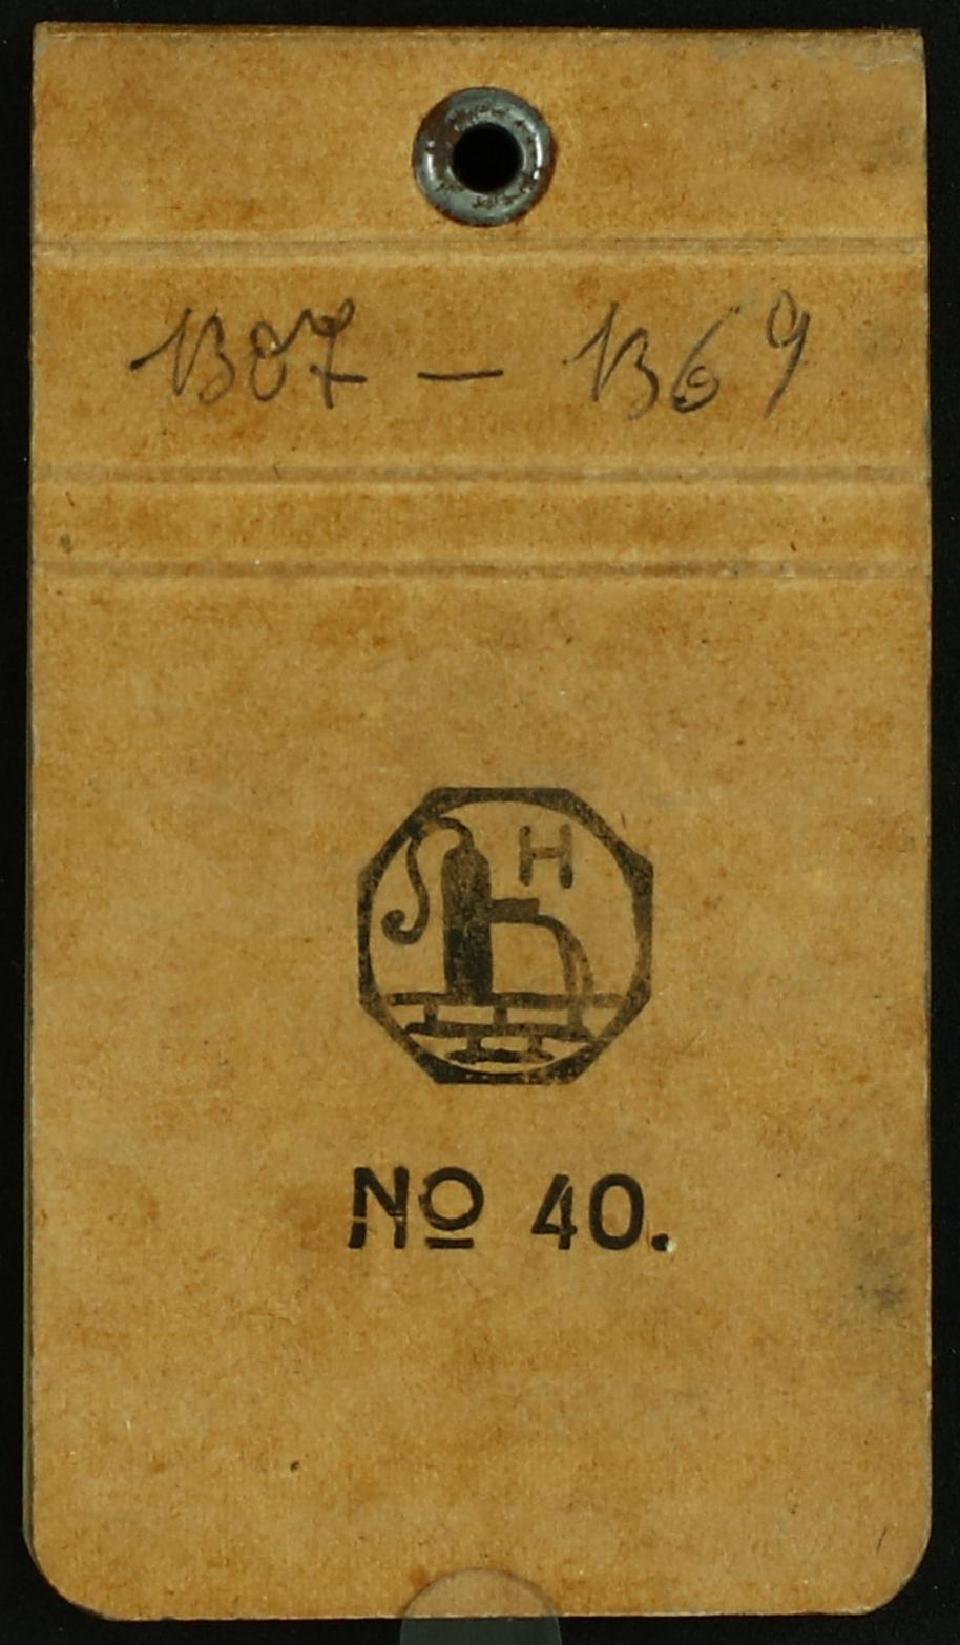 1307 — 1369
S H
No 40.